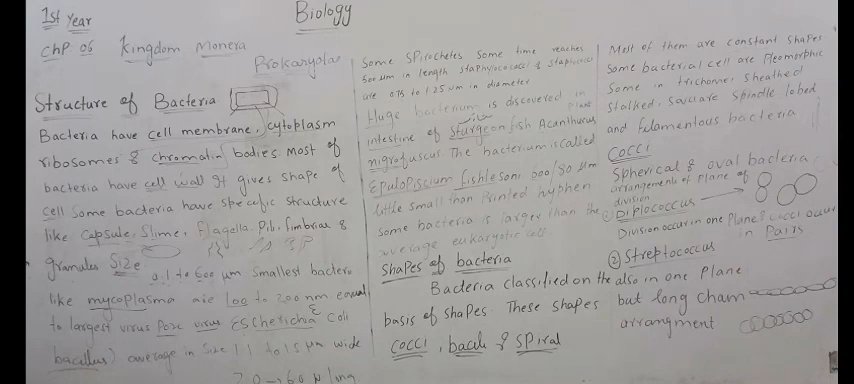 1st Year
Biology
ChP 06 Kingdom Monera
Prokaryotae
Structure of Bacteria
Bacteria have cell membrane, cytoplasm
ribosomes & chromatin bodies most of
bacteria have cell wall It gives shape of
cell Some bacteria have specific structure
like Capsule, Slime, Flagella, Pili, Fimbriae &
granules Size 0.1 to 600 μm Smallest bacteria
like mycoplasma are 100 to 200 nm equal
to largest virus Pox virus Eschetichia Coli
bacillus) average in size 1.1 to 1.5 μm wide
2.0 → 6.0 μ long
Some Spirochetes Some time reaches
500 μm in length Staphylococci &
are 0.75 to 1.25 μm in diameter
Huge bacterium is discovered in
intestine of Sturgeon fish Acanthurus
nigrofuscus The bacterium is called
Epulopiscium fishlesoni 600/80 μm
little small than Printed hyphen
some bacteria is larger than the
average eukaryotic cell
Shapes of bacteria
Bacteria classified on the
basis of shapes These shapes
cocci, bacili & spiral
Most of them are constant shapes
Some bacterial cell are Pleomorphic
Some in trichome, sheathed
stalked, square spindle lobed
and filamentous bacteria
Cocci
Spherical & oval bacteria
arrangements of Plane of
division
① Diplococcus
Division occur in one Plane & cocci occur
in Pairs
② Streptococcus
also in one Plane
but long chain
arrangment